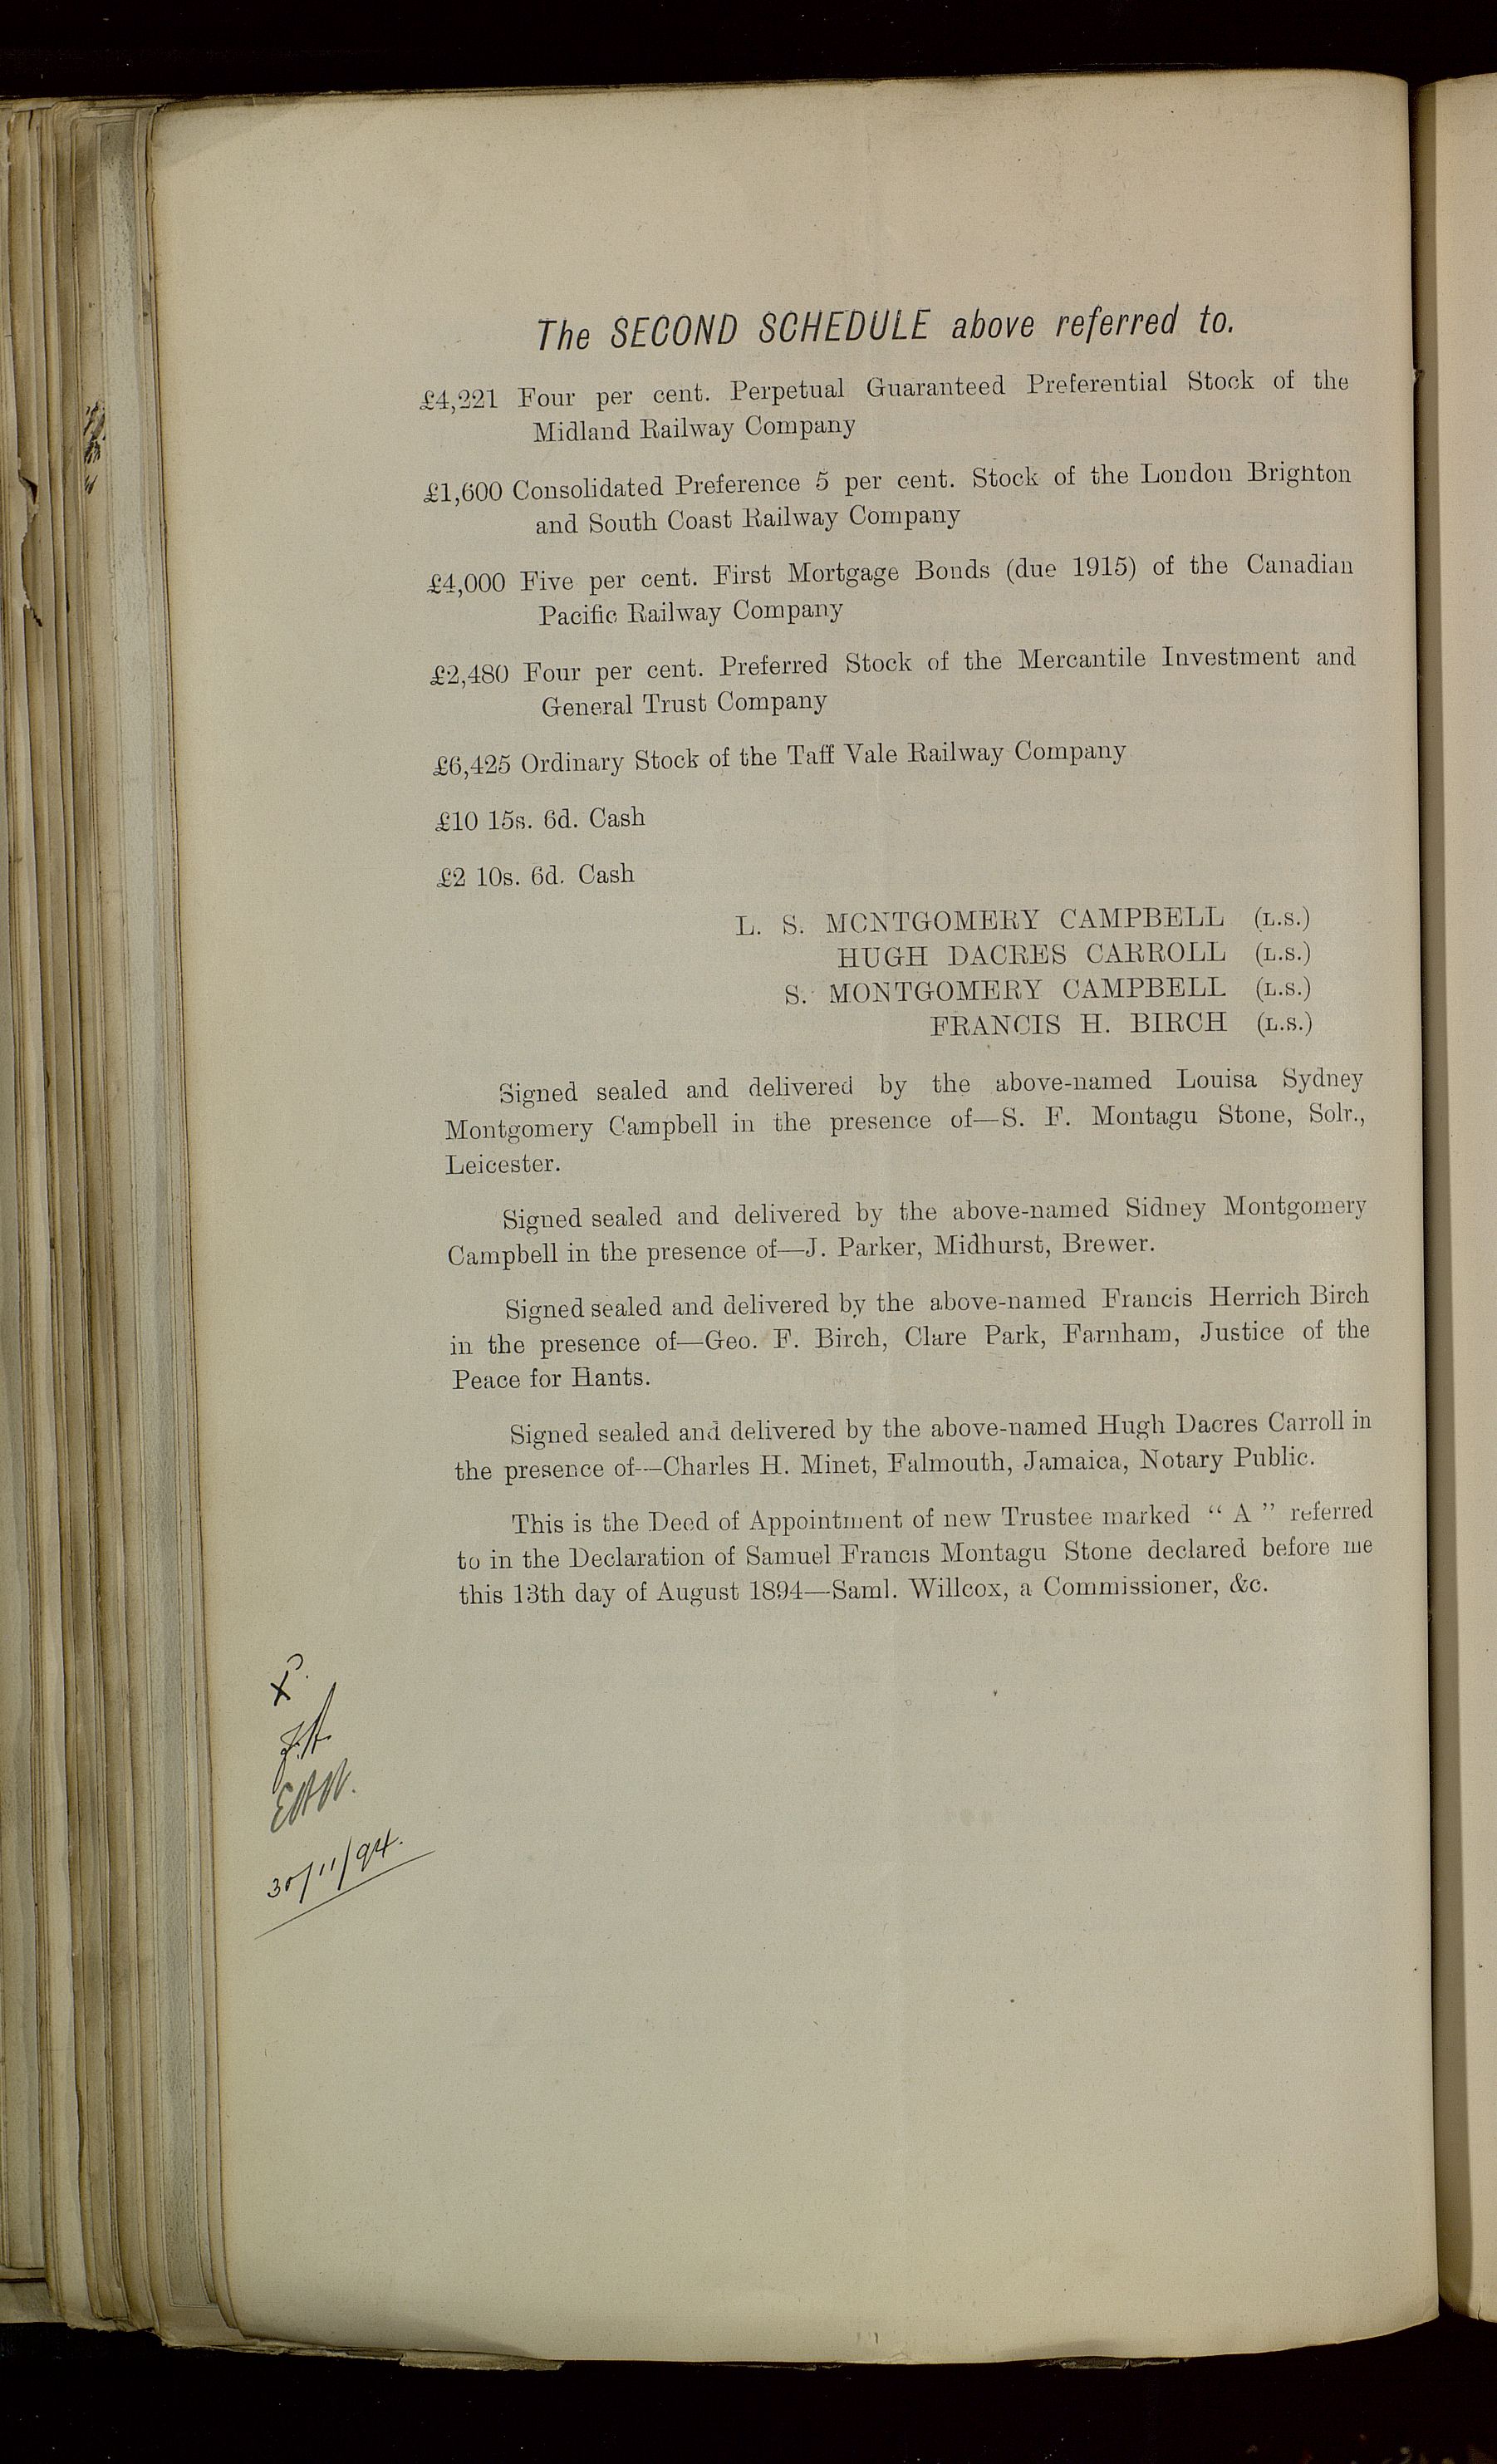 The SECOND SCHEDULE above referred to.
£4,221 Four per cent. Perpetual Guaranteed Preferential Stock of the
Midland Railway Company
£1,600 Consolidated Preference 5 per cent. Stock of the London Brighton
and South Coast Railway Company
£4,000 Five per cent. First Mortgage Bonds (due 1915) of the Canadian
Pacific Railway Company
£2,480 Four per cent. Preferred Stock of the Mercantile Investment and
General Trust Company
£6,425 Ordinary Stock of the Taff Vale Railway Company
£10 15s. 6d. Cash
£2 10s. 6d. Cash
L. S. MONTGOMERY CAMPBELL (L.S.)
HUGH DACRES CARROLL (L.S.)
S. MONTGOMERY CAMPBELL (L.S.)
FRANCIS H. BIRCH (L.S.)
Signed sealed and delivered by the above-named Louisa Sydney
Montgomery Campbell in the presence of—S. F. Montagu Stone, Solr.,
Leicester.
Signed sealed and delivered by the above-named Sidney Montgomery
Campbell in the presence of—J. Parker, Midhurst, Brewer.
Signed sealed and delivered by the above-named Francis Herrich Birch
in the presence of—Geo. F. Birch, Clare Park, Farnham, Justice of the
Peace for Hants.
Signed sealed and delivered by the above-named Hugh Dacres Carroll in
the presence of—Charles H. Minet, Falmouth, Jamaica, Notary Public.
This is the Deed of Appointment of new Trustee marked “ A ” referred
to in the Declaration of Samuel Francis Montagu Stone declared before me
this 13th day of August 1894—Saml. Willcox, a Commissioner, &c.
30/11/94.